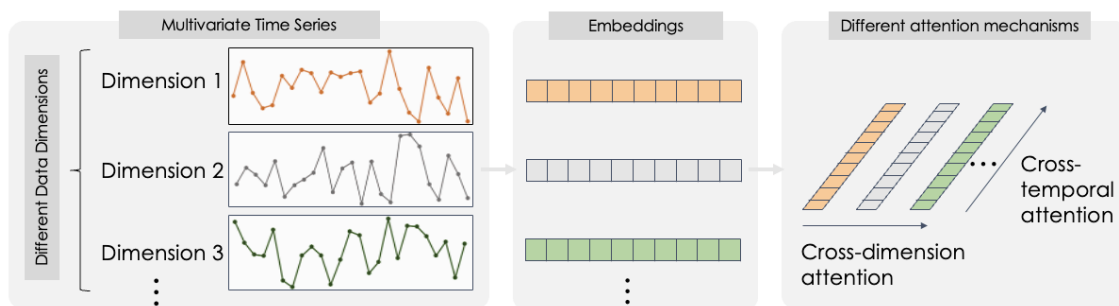 Multivariate Time Series
Embeddings
Different attention mechanisms
Different Data Dimensions
Dimension 1
Dimension 2
Dimension 3
Cross-
temporal
attention
Cross-dimension
attention